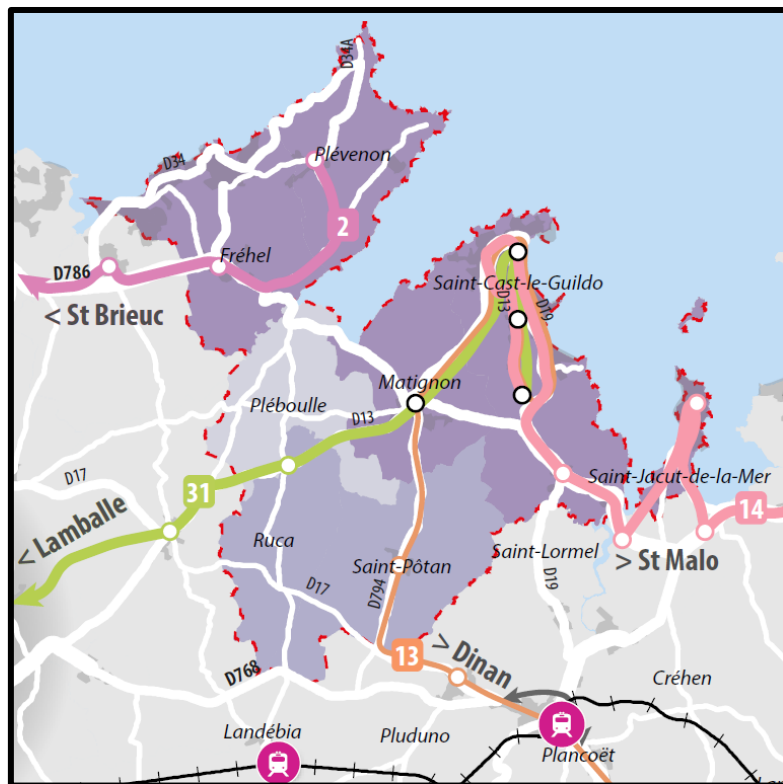 D34A
Plévenon
D34
2
Fréhel
D786
< St Brieuc
Saint-Cast-le-Guildo
D13
D19
Matignon
Pléboulle
D13
D17
31
Saint-Jacut-de-la-Mer
14
< Lamballe
Ruca
Saint-Pôtan
Saint-Lormel
> St Malo
D17
D794
D19
13
> Dinan
D768
Créhen
Landébia
Pluduno
Plancoët